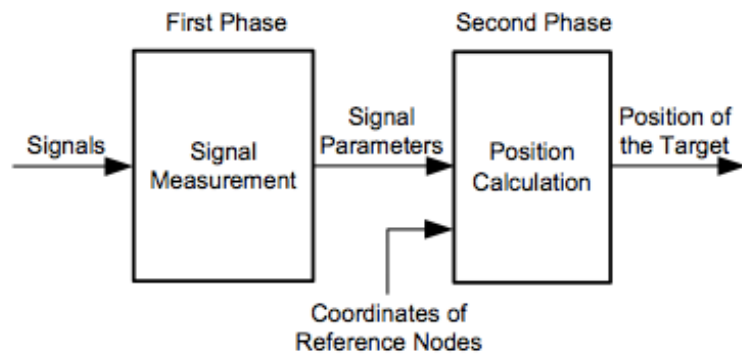 First Phase
Second Phase
Signals
Signal
Measurement
Signal
Parameters
Position
Calculation
Position of
the Target
Coordinates of
Reference Nodes